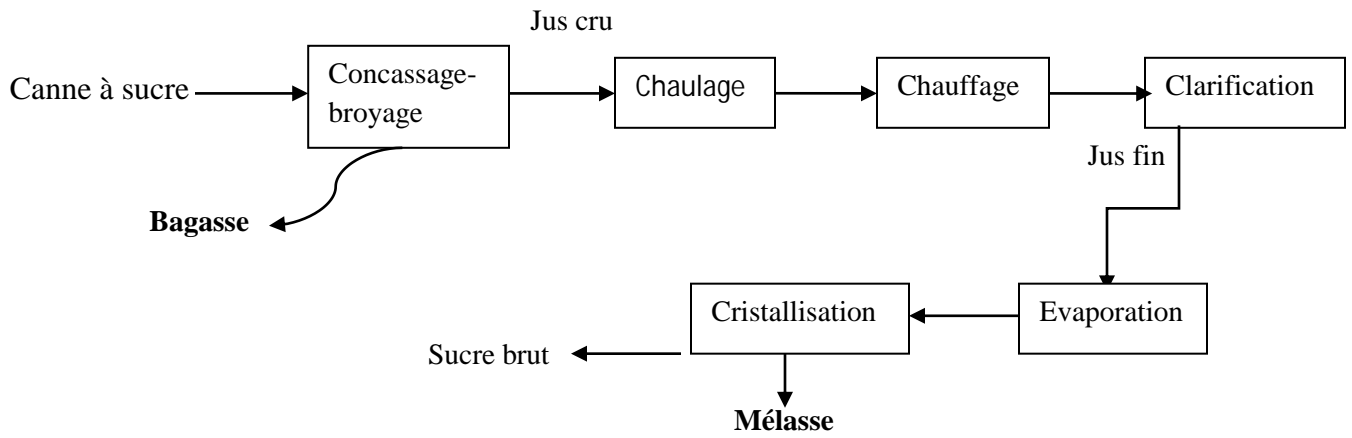 Jus cru
Canne à sucre
Concassage-
broyage
Chaulage
Chauffage
Clarification
Jus fin
Bagasse
Cristallisation
Evaporation
Sucre brut
Mélasse